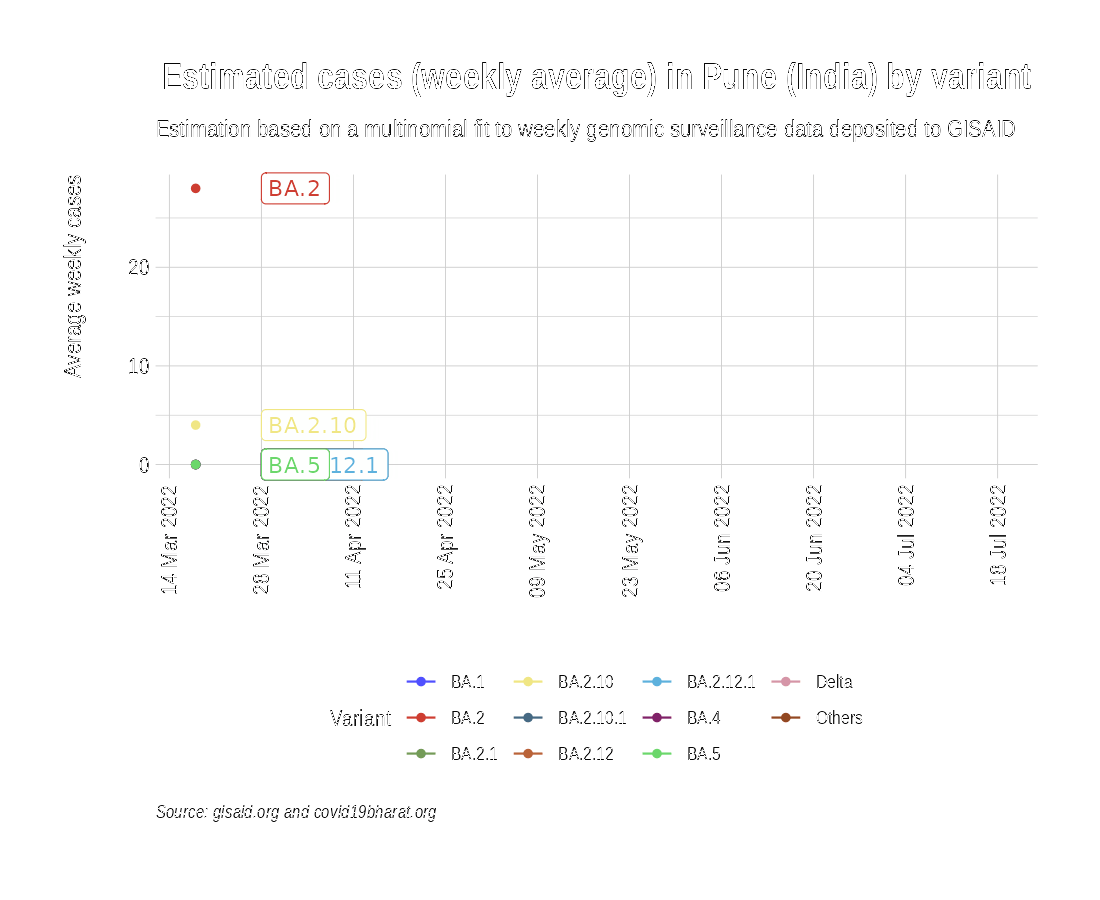 Estimated cases (weekly average) in Pune (India) by variant
Estimation based on a multinomial fit to weekly genomic surveillance data deposited to GISAID
Average weekly cases
BA.2
20
10
BA.2.10
0
BA.5
12.1
14 Mar 2022
28 Mar 2022
11 Apr 2022
25 Apr 2022
09 May 2022
23 May 2022
06 Jun 2022
20 Jun 2022
04 Jul 2022
18 Jul 2022
Variant
BA.1
BA.2.10
BA.2.12.1
Delta
BA.2
BA.2.10.1
BA.4
Others
BA.2.1
BA.2.12
BA.5
Source: gisaid.org and covid19bharat.org